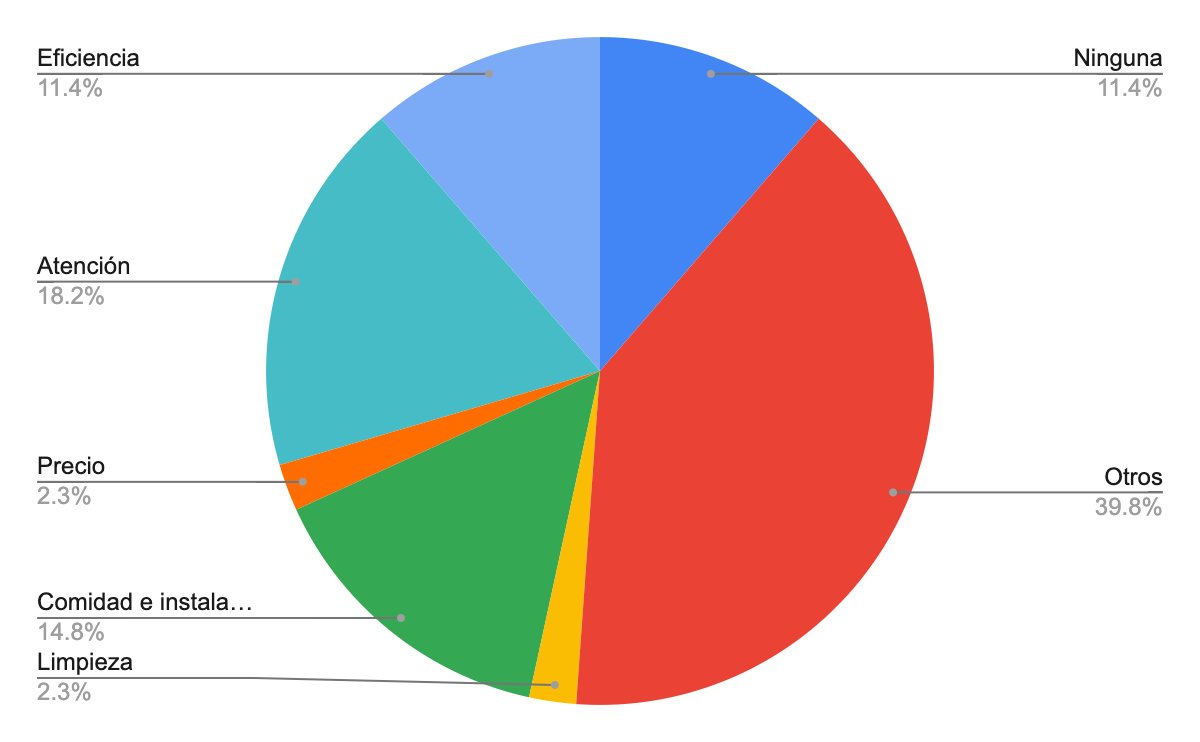 Eficiencia
11.4%
Ninguna
11.4%
Atención
18.2%
Precio
2.3%
Otros
39.8%
Comidad e instala…
14.8%
Limpieza
2.3%